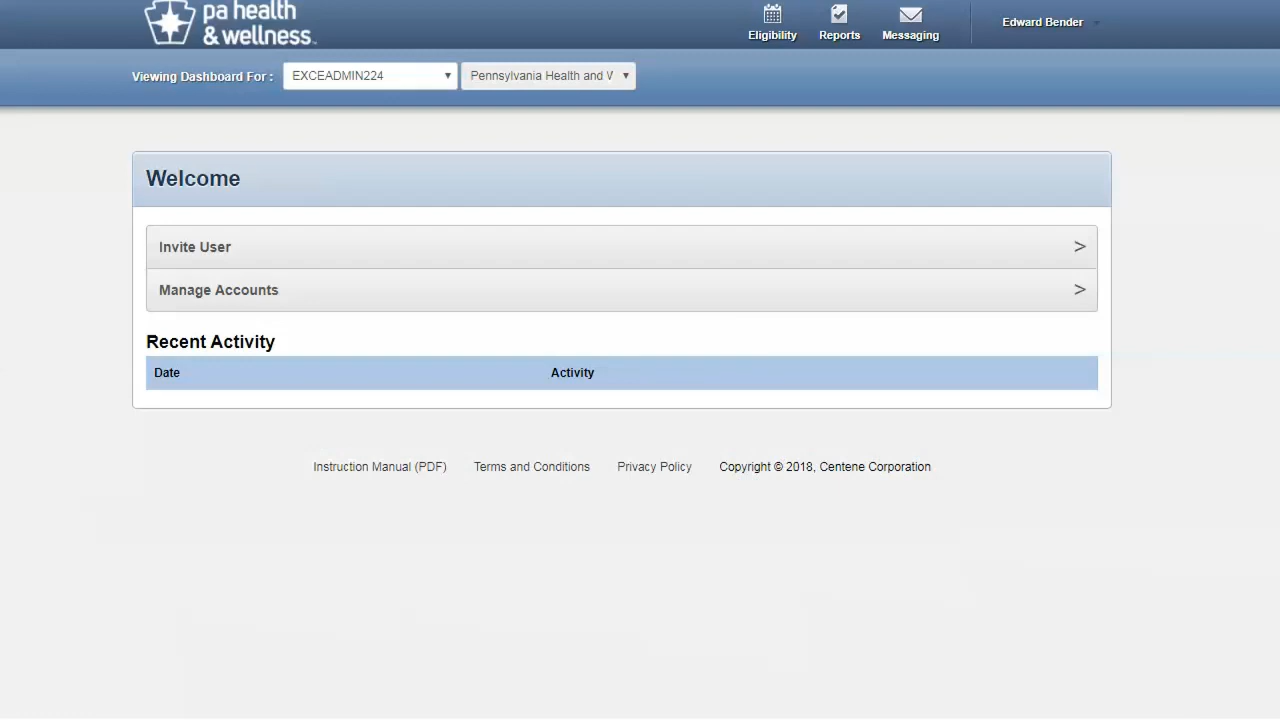 pa health
& wellness™
Eligibility
Reports
Messaging
Edward Bender
Viewing Dashboard For :
EXCEADMIN224
Pennsylvania Health and W
Welcome
Invite User
>
Manage Accounts
>
Recent Activity
Date
Activity
Instruction Manual (PDF)
Terms and Conditions
Privacy Policy
Copyright © 2018, Centene Corporation